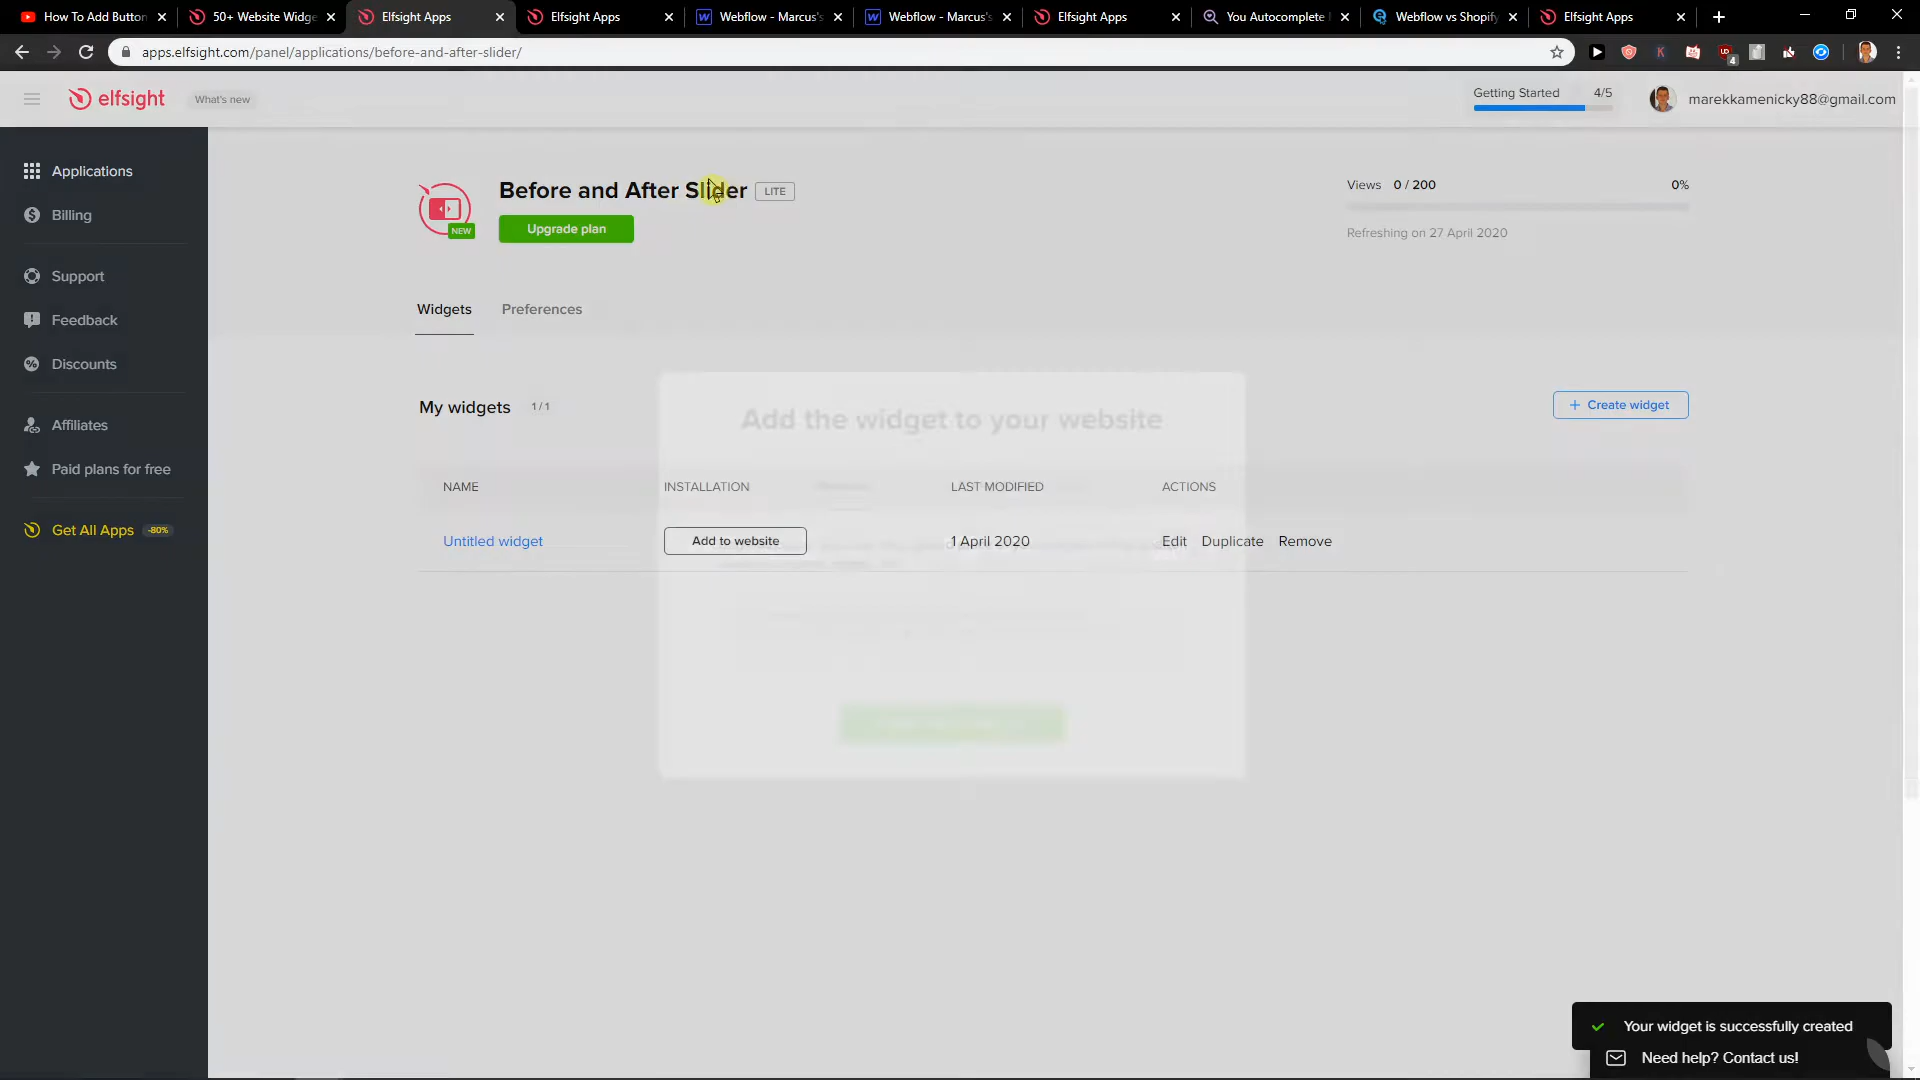 How To Add Button
50+ Website Widge
Elfsight Apps
Elfsight Apps
Webflow - Marcus's
Webflow - Marcus's
Elfsight Apps
You Autocomplete
Webflow vs Shopify
Elfsight Apps
apps.elfsight.com/panel/applications/before-and-after-slider/
4
elfsight
What's new
Getting Started 4/5
marekkamenicky88@gmail.com
Applications
Billing
Support
Feedback
Discounts
Affiliates
Paid plans for free
Get All Apps -80%
NEW
Before and After Slider LITE
Upgrade plan
Views 0 / 200 0%
Refreshing on 27 April 2020
Widgets Preferences
My widgets 1 / 1
+ Create widget
Add the widget to your website
NAME INSTALLATION LAST MODIFIED ACTIONS
Untitled widget Add to website 1 April 2020 Edit Duplicate Remove
Your widget is successfully created
Need help? Contact us!